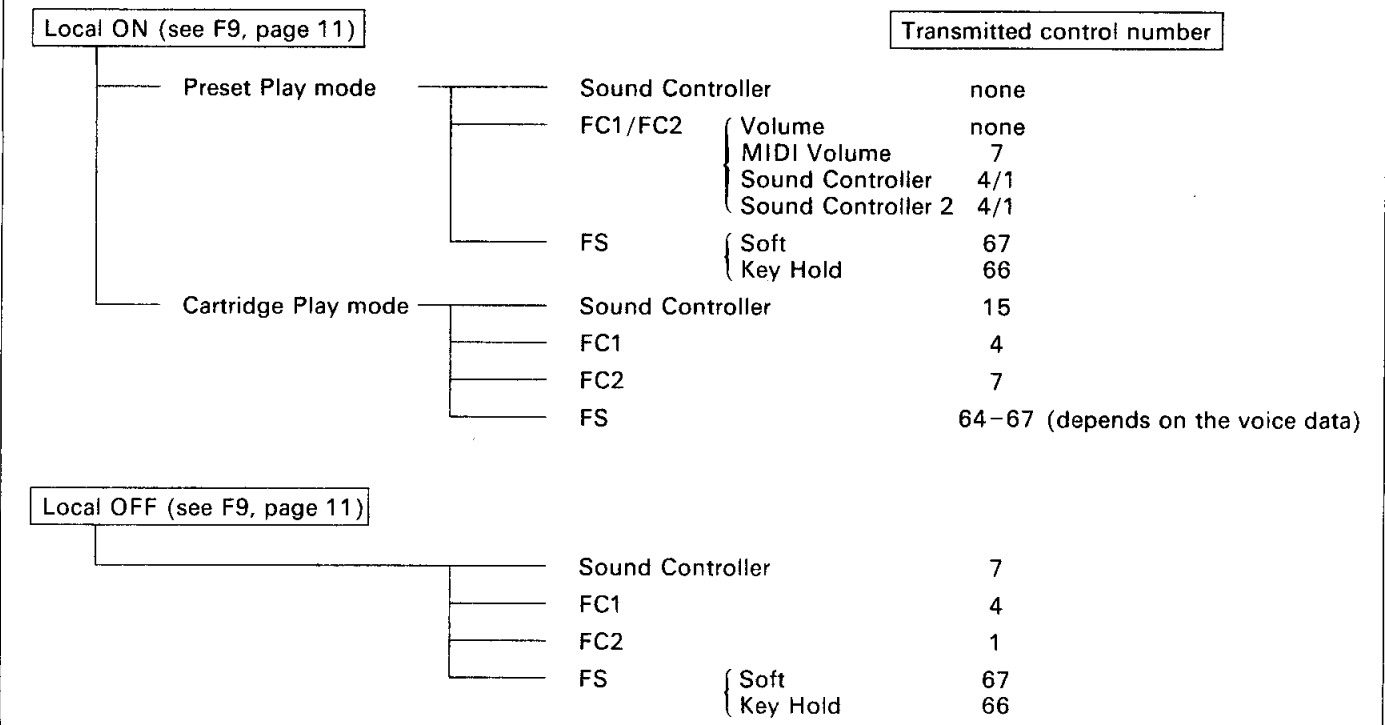 Local ON (see F9, page 11) Transmitted control number
Preset Play mode Sound Controller none
FC1/FC2 Volume none
MIDI Volume 7
Sound Controller 4/1
Sound Controller 2 4/1
FS Soft 67
Key Hold 66
Cartridge Play mode Sound Controller 15
FC1 4
FC2 7
FS 64-67 (depends on the voice data)
Local OFF (see F9, page 11)
Sound Controller 7
FC1 4
FC2 1
FS Soft 67
Key Hold 66